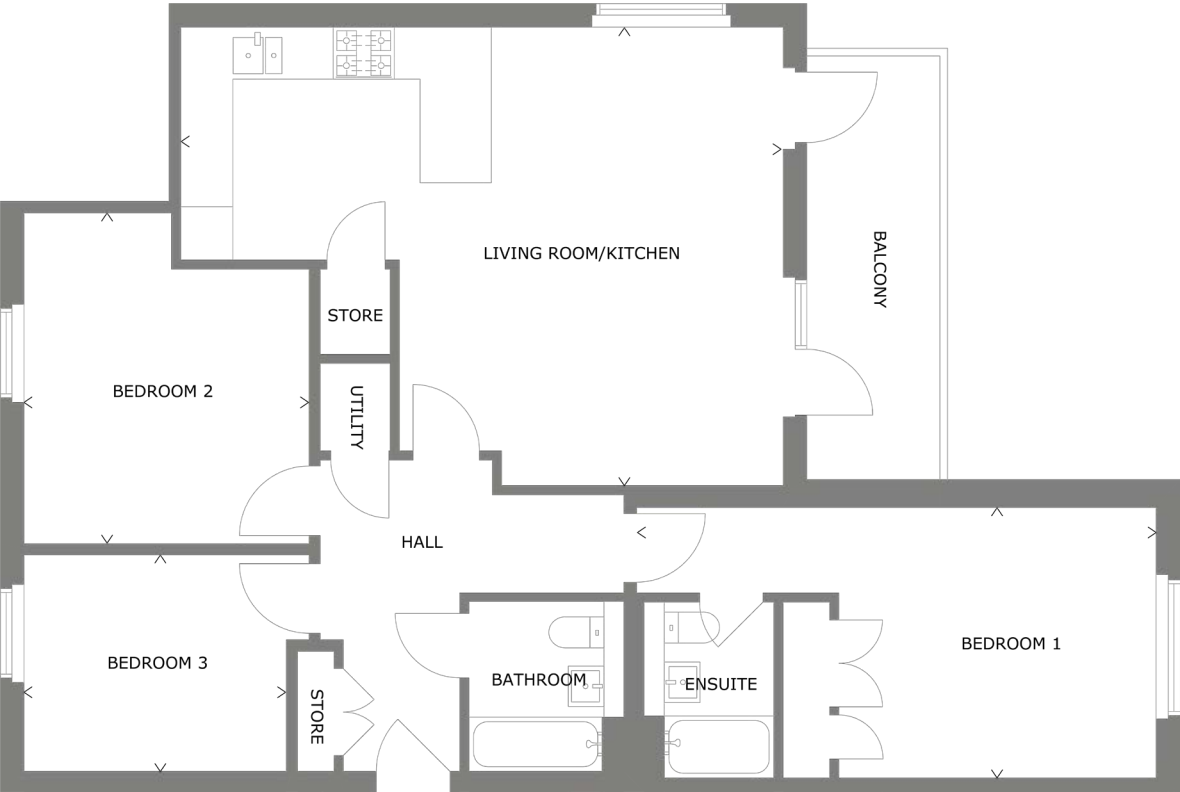 LIVING ROOM/KITCHEN
BALCONY
STORE
BEDROOM 2
UTILITY
HALL
BEDROOM 1
BEDROOM 3
BATHROOM
ENSUITE
STORE